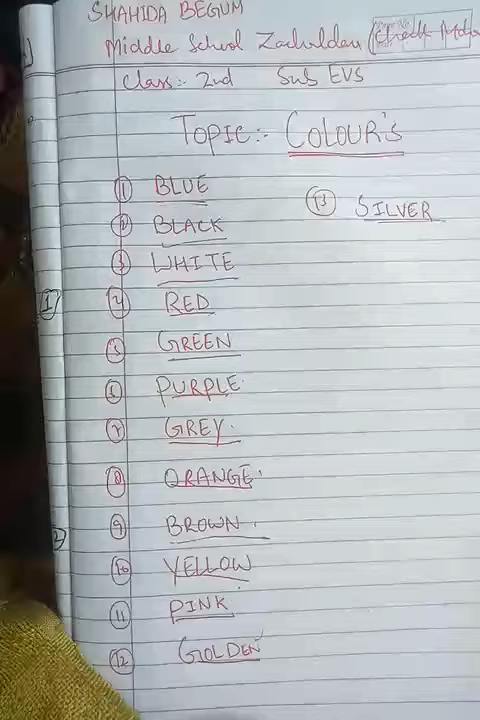 SHAHIDA BEGUM
Middle School Zachaldara
Class:- 2nd Sub EVS
TOPIC:- COLOUR'S
1 BLUE
2 BLACK
3 WHITE
4 RED
5 GREEN
6 PURPLE
7 GREY.
8 ORANGE
9 BROWN.
10 YELLOW
11 PINK
12 GOLDEN
13 SILVER